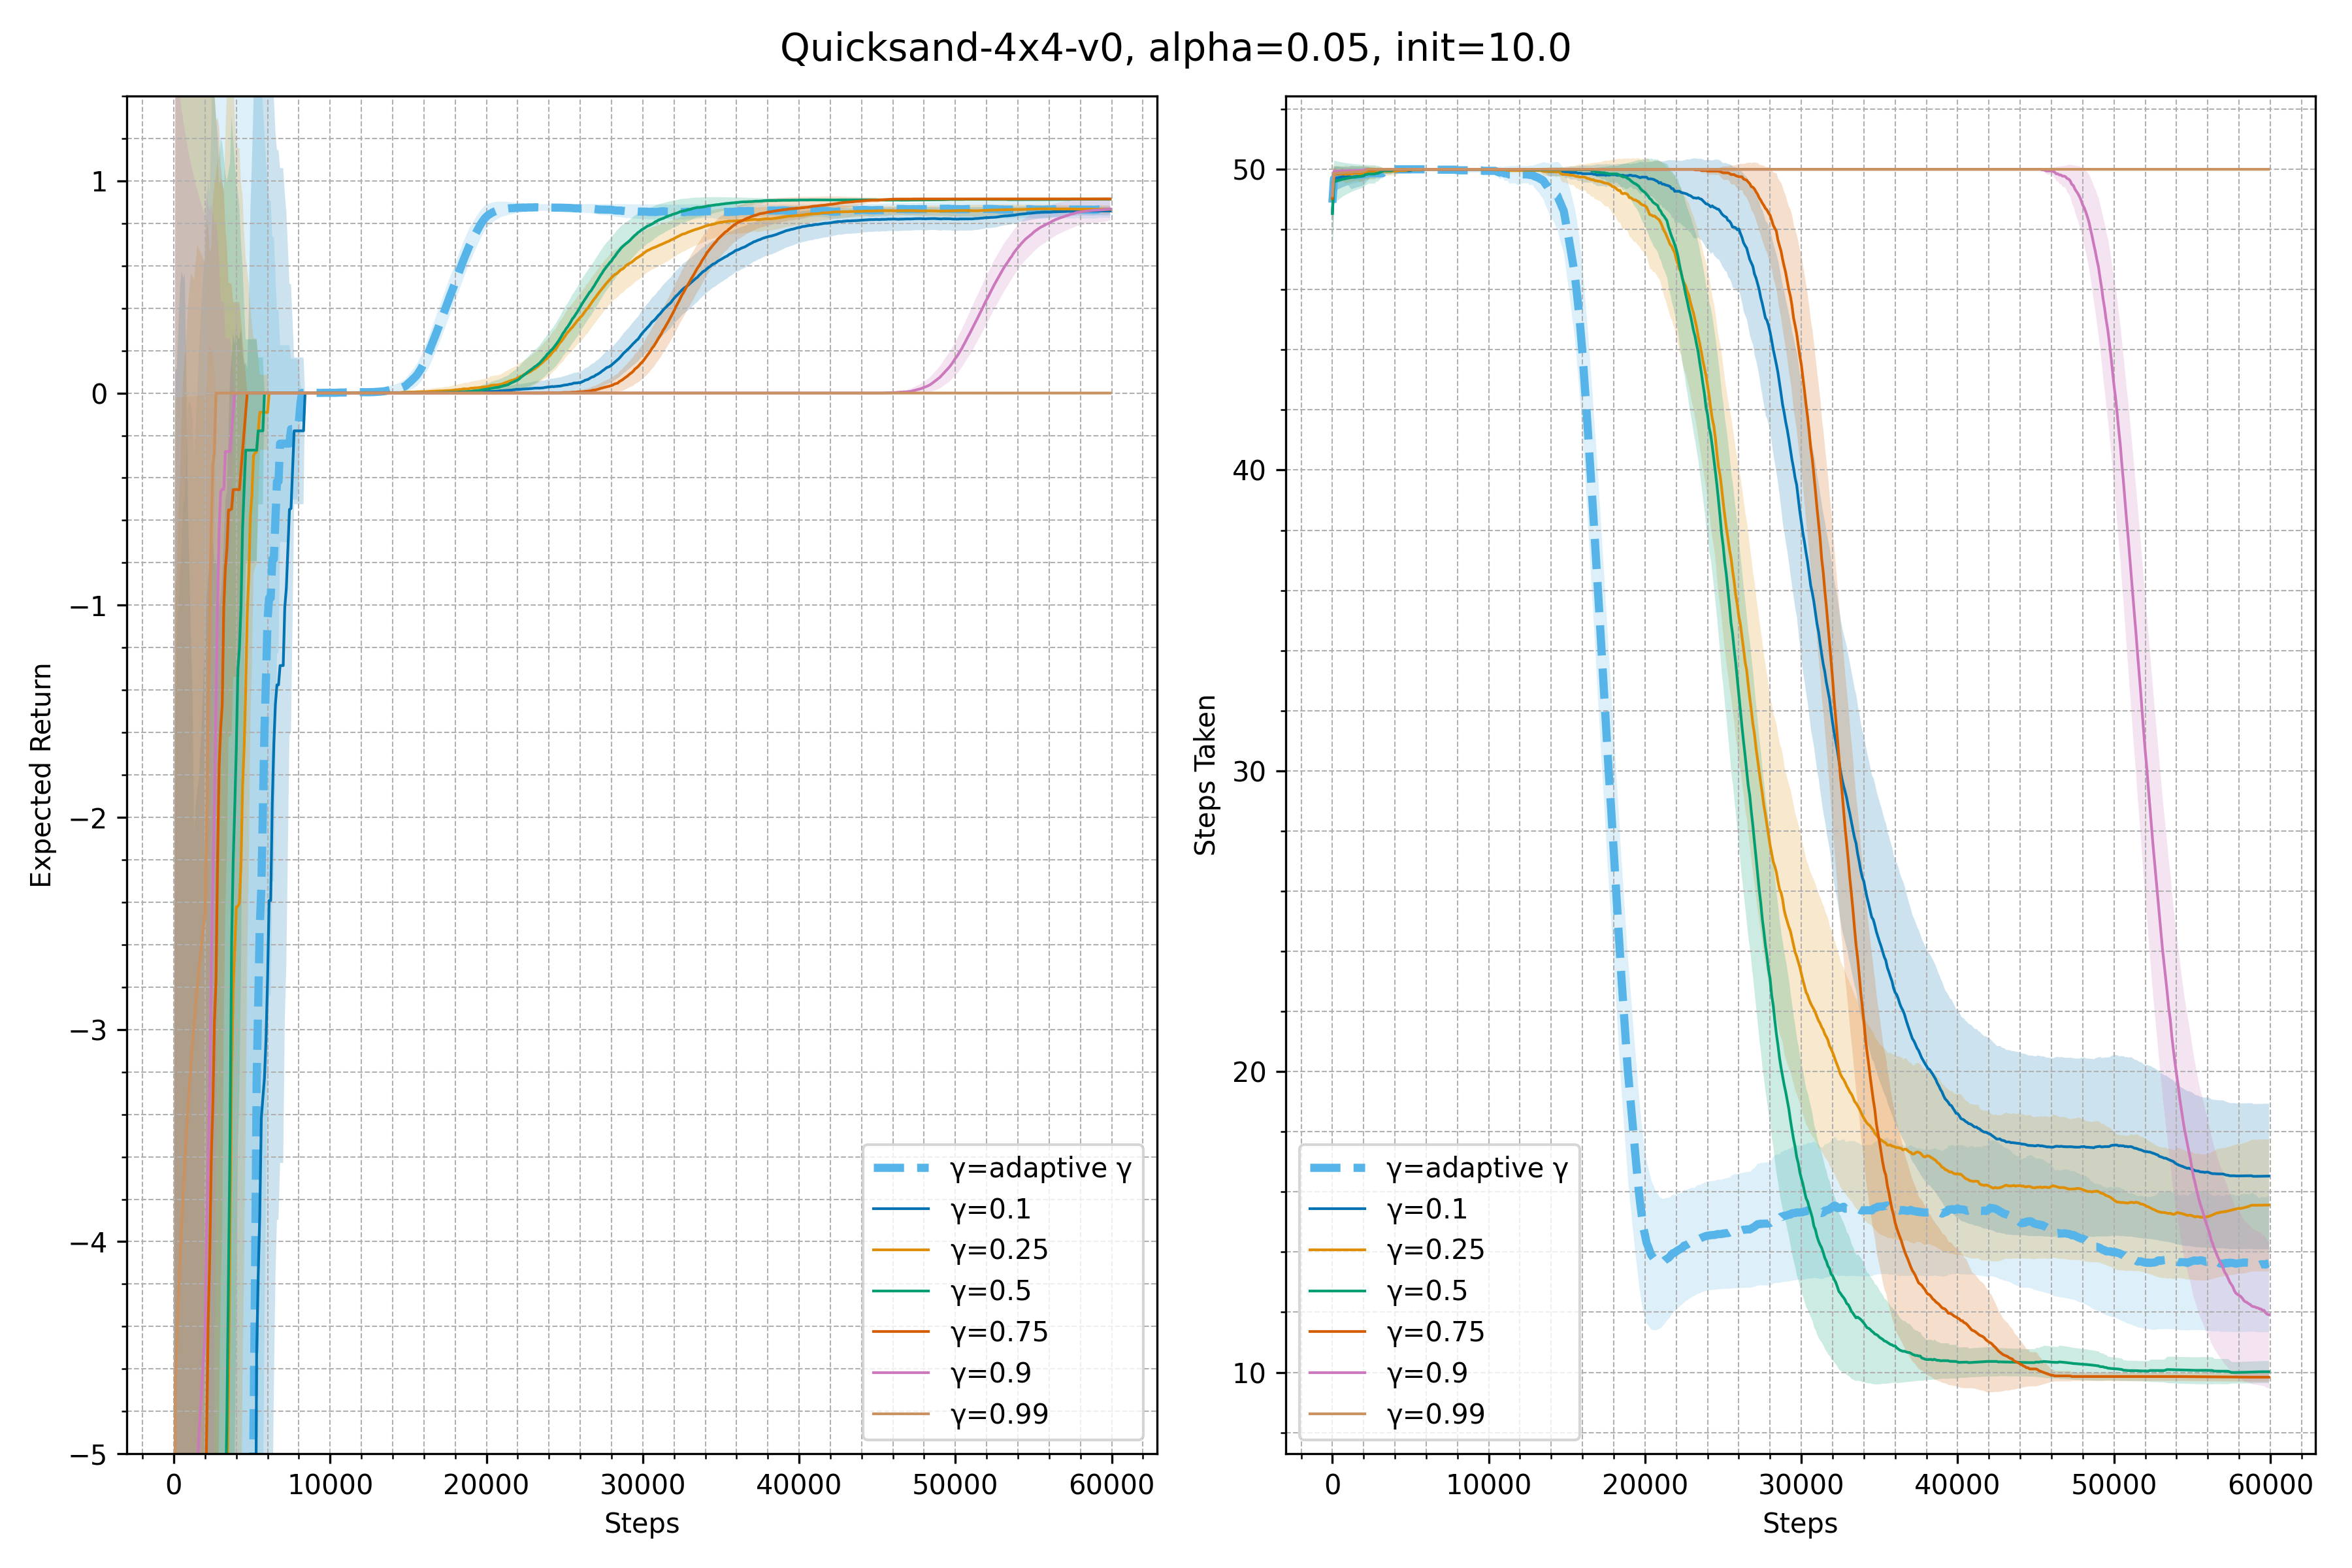 Quicksand-4x4-v0, alpha=0.05, init=10.0
Expected Return
1
0
−1
−2
−3
−4
−5
0
10000
20000
30000
40000
50000
60000
Steps
γ=adaptive γ
γ=0.1
γ=0.25
γ=0.5
γ=0.75
γ=0.9
γ=0.99
Steps Taken
50
40
30
20
10
0
10000
20000
30000
40000
50000
60000
Steps
γ=adaptive γ
γ=0.1
γ=0.25
γ=0.5
γ=0.75
γ=0.9
γ=0.99